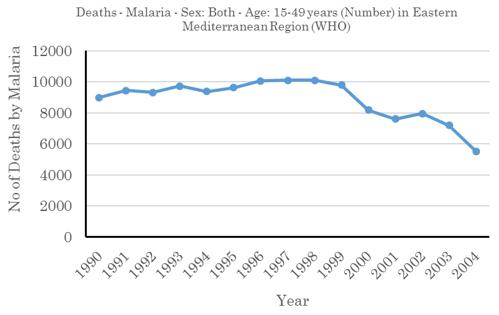 Deaths - Malaria - Sex: Both - Age: 15-49 years (Number) in Eastern
Mediterranean Region (WHO)
No of Deaths by Malaria
12000
10000
8000
6000
4000
2000
0
1990 1991 1992 1993 1994 1995 1996 1997 1998 1999 2000 2001 2002 2003 2004
Year